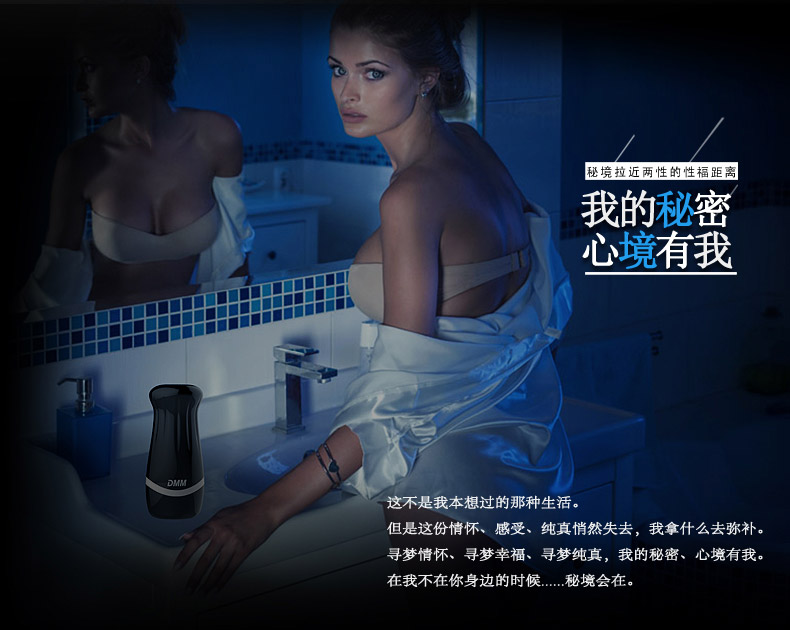 秘境拉近两性的性福距离
我的秘密
心境有我
DMM
这不是我本想过的那种生活。
但是这份情怀、感受、纯真悄然失去，我拿什么去弥补。
寻梦情怀、寻梦幸福、寻梦纯真，我的秘密、心境有我。
在我不在你身边的时候......秘境会在。